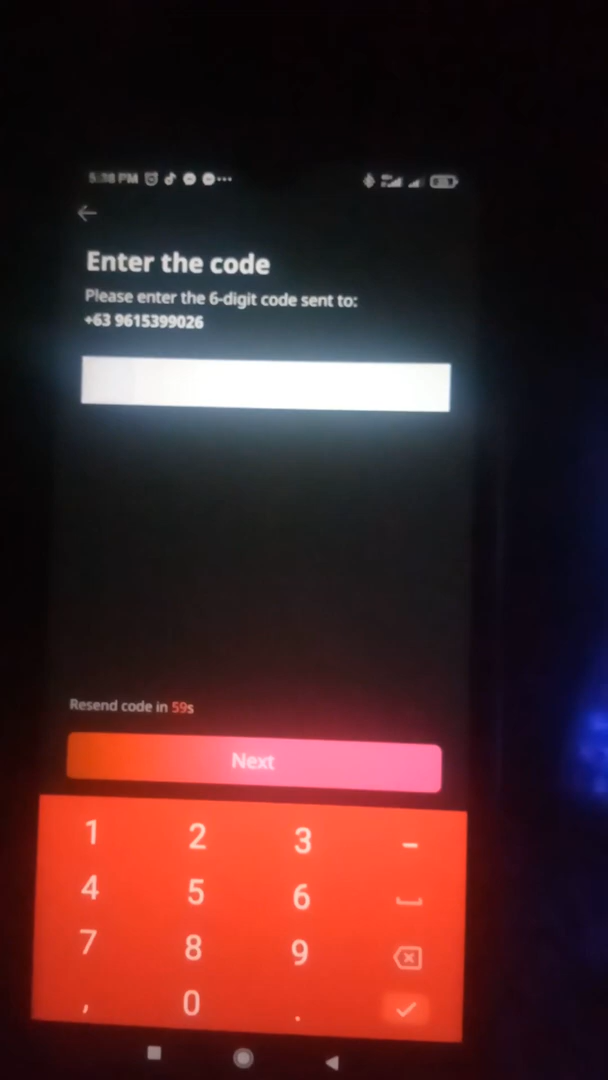 5:38 PM
Enter the code
Please enter the 6-digit code sent to:
+63 9615399026
Resend code in 59s
Next
1 2 3 -
4 5 6
7 8 9
, 0 .